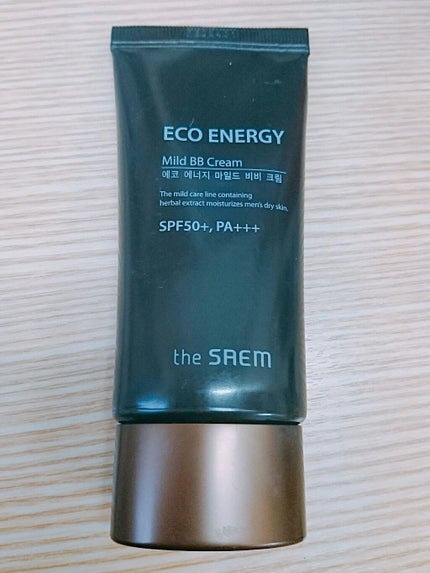 ECO ENERGY
Mild BB Cream
에코 에너지 마일드 비비 크림
The mild care line containing
herbal extract moisturizes men's dry skin.
SPF50+, PA+++
the SAEM